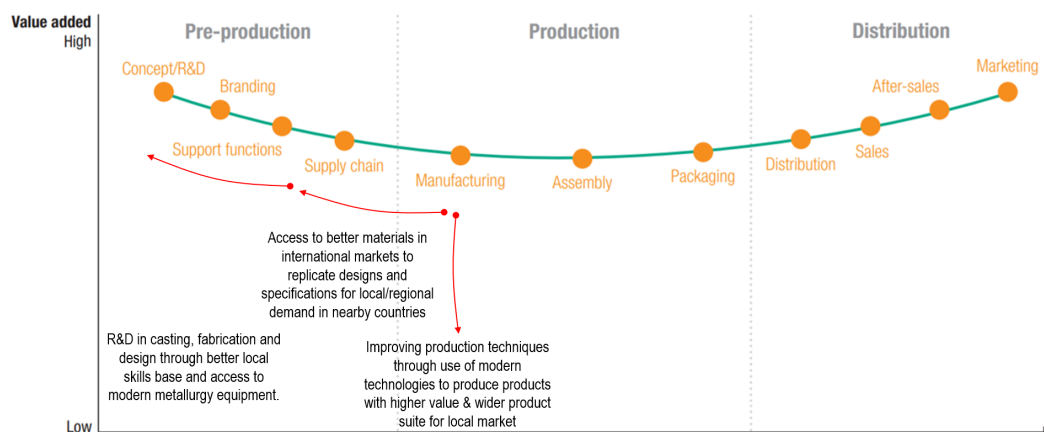 Value added
High
Pre-production
Production
Distribution
Concept/R&D
Branding
Support functions
Supply chain
Manufacturing
Assembly
Packaging
Distribution
Sales
After-sales
Marketing
Access to better materials in
international markets to
replicate designs and
specifications for local/regional
demand in nearby countries
R&D in casting, fabrication and
design through better local
skills base and access to
modern metallurgy equipment.
Improving production techniques
through use of modern
technologies to produce products
with higher value & wider product
suite for local market
Low